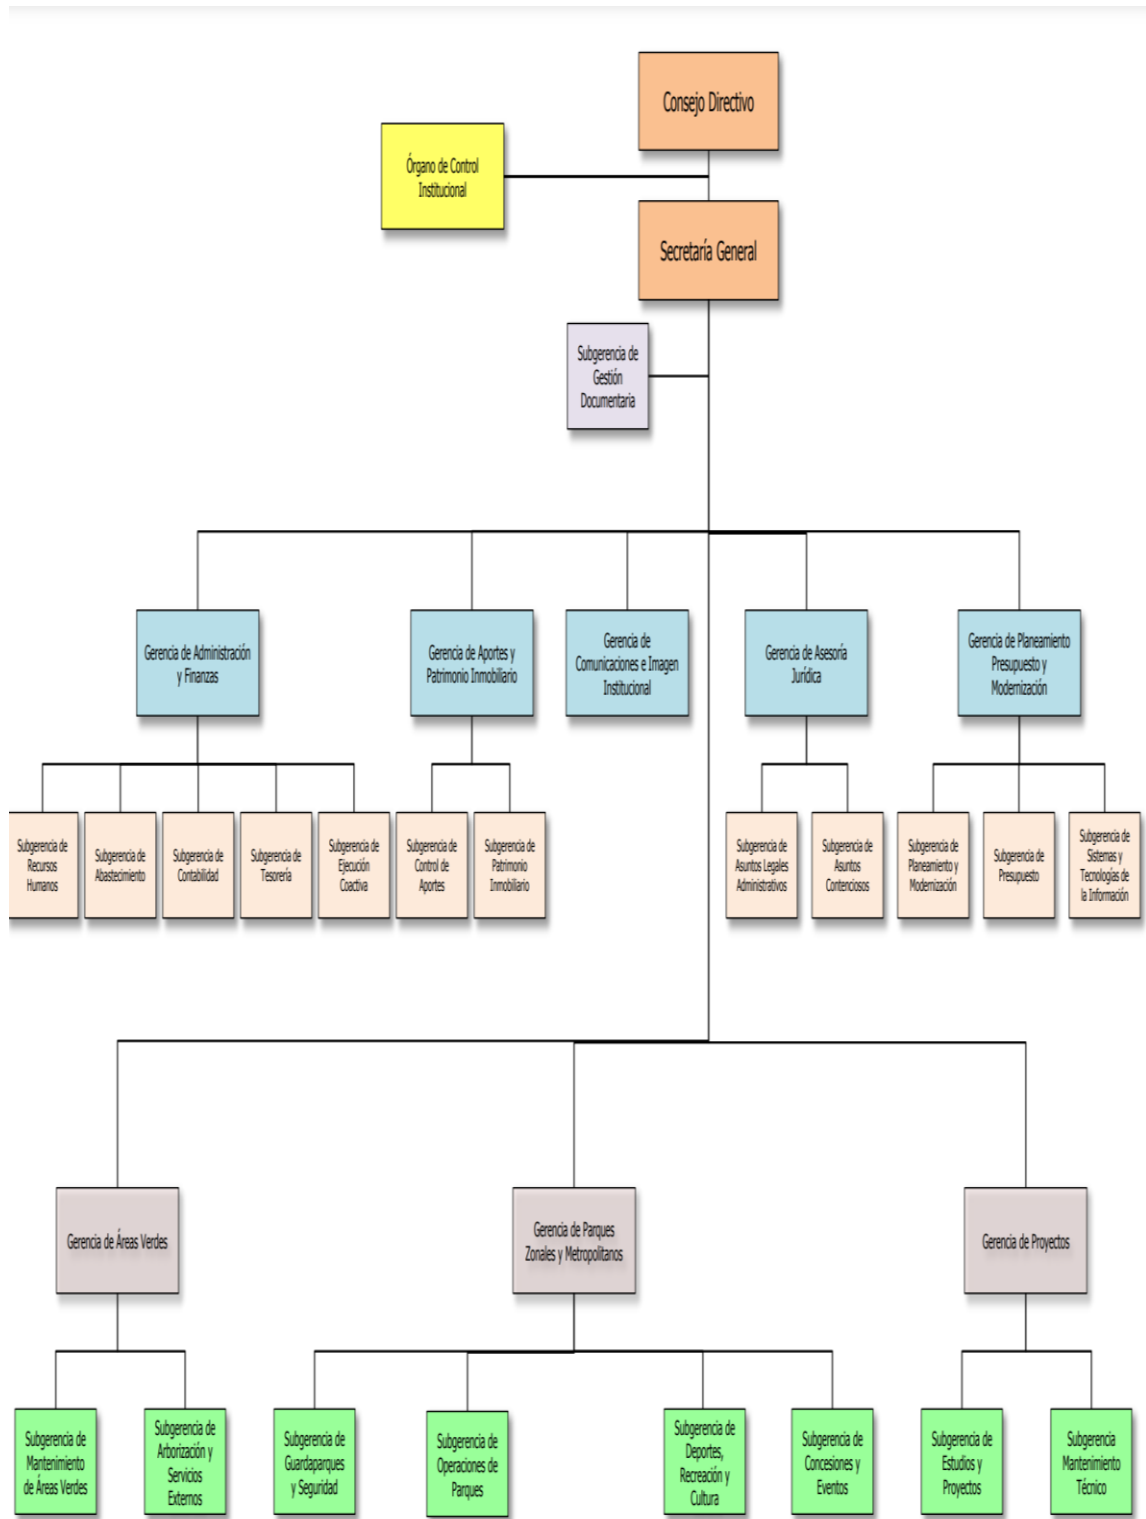 Consejo Directivo
Órgano de Control
Institucional
Secretaría General
Subgerencia de
Gestión
Documentaria
Gerencia de Administración
y Finanzas
Gerencia de Aportes y
Patrimonio Inmobiliario
Gerencia de
Comunicaciones e Imagen
Institucional
Gerencia de Asesoría
Jurídica
Gerencia de Planeamiento
Presupuesto y
Modernización
Subgerencia de
Recursos
Humanos
Subgerencia de
Abastecimiento
Subgerencia de
Contabilidad
Subgerencia de
Tesorería
Subgerencia de
Ejecución
Coactiva
Subgerencia de
Control de
Aportes
Subgerencia de
Patrimonio
Inmobiliario
Subgerencia de
Asuntos Legales
Administrativos
Subgerencia de
Asuntos
Contenciosos
Subgerencia de
Planeamiento y
Modernización
Subgerencia de
Presupuesto
Subgerencia de
Sistemas y
Tecnologías de
la Información
Gerencia de Áreas Verdes
Gerencia de Parques
Zonales y Metropolitanos
Gerencia de Proyectos
Subgerencia de
Mantenimiento
de Áreas Verdes
Subgerencia de
Arborización y
Servicios
Externos
Subgerencia de
Guardaparques
y Seguridad
Subgerencia de
Operaciones de
Parques
Subgerencia de
Deportes,
Recreación y
Cultura
Subgerencia de
Concesiones y
Eventos
Subgerencia de
Estudios y
Proyectos
Subgerencia
Mantenimiento
Técnico